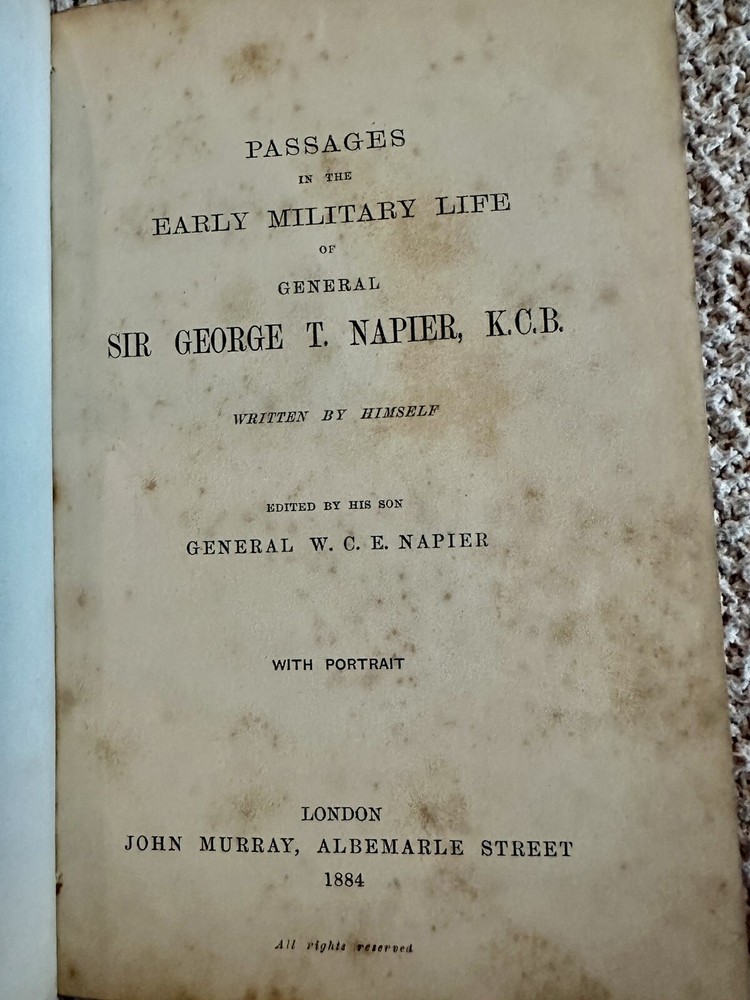 PASSAGES
IN THE
EARLY MILITARY LIFE
OF
GENERAL
SIR GEORGE T. NAPIER, K.C.B.
WRITTEN BY HIMSELF
EDITED BY HIS SON
GENERAL W. C. E. NAPIER
WITH PORTRAIT
LONDON
JOHN MURRAY, ALBEMARLE STREET
1884
All rights reserved